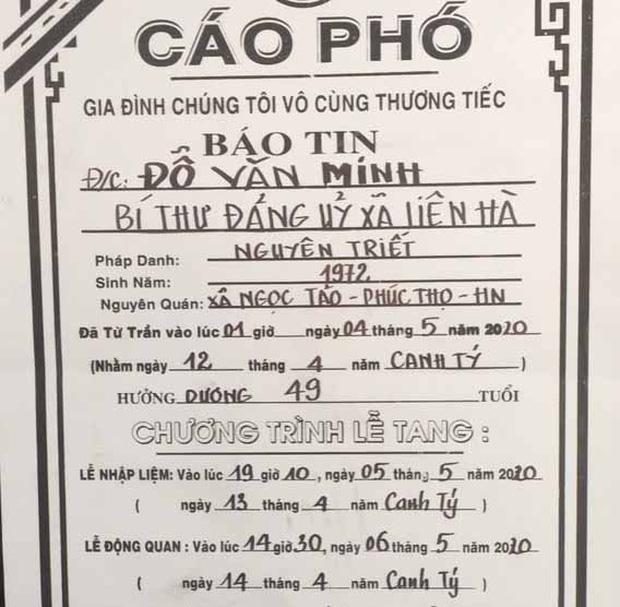 CÁO PHÓ
GIA ĐÌNH CHÚNG TÔI VÔ CÙNG THƯƠNG TIẾC
BÁO TIN
Đ/C: ĐỖ VĂN MINH
BÍ THƯ ĐẢNG UỶ XÃ LIÊN HÀ
Pháp Danh: NGUYÊN TRIẾT
Sinh Năm: 1972
Nguyên Quán: XÃ NGỌC TẢO - PHÚC THỌ - HN
Đã Từ Trần vào lúc 01 giờ ngày 04 tháng 5 năm 2020
(Nhằm ngày 12 tháng 4 năm CANH TÝ )
HƯỞNG DƯƠNG 49 TUỔI
CHƯƠNG TRÌNH LỄ TANG :
LỄ NHẬP LIỆM: Vào lúc 19 giờ 10 , ngày 05 tháng 5 năm 2020
( ngày 13 tháng 4 năm Canh Tý )
LỄ ĐỘNG QUAN : Vào lúc 14 giờ 30, ngày 06 tháng 5 năm 2020
( ngày 14 tháng 4 năm Canh Tý )